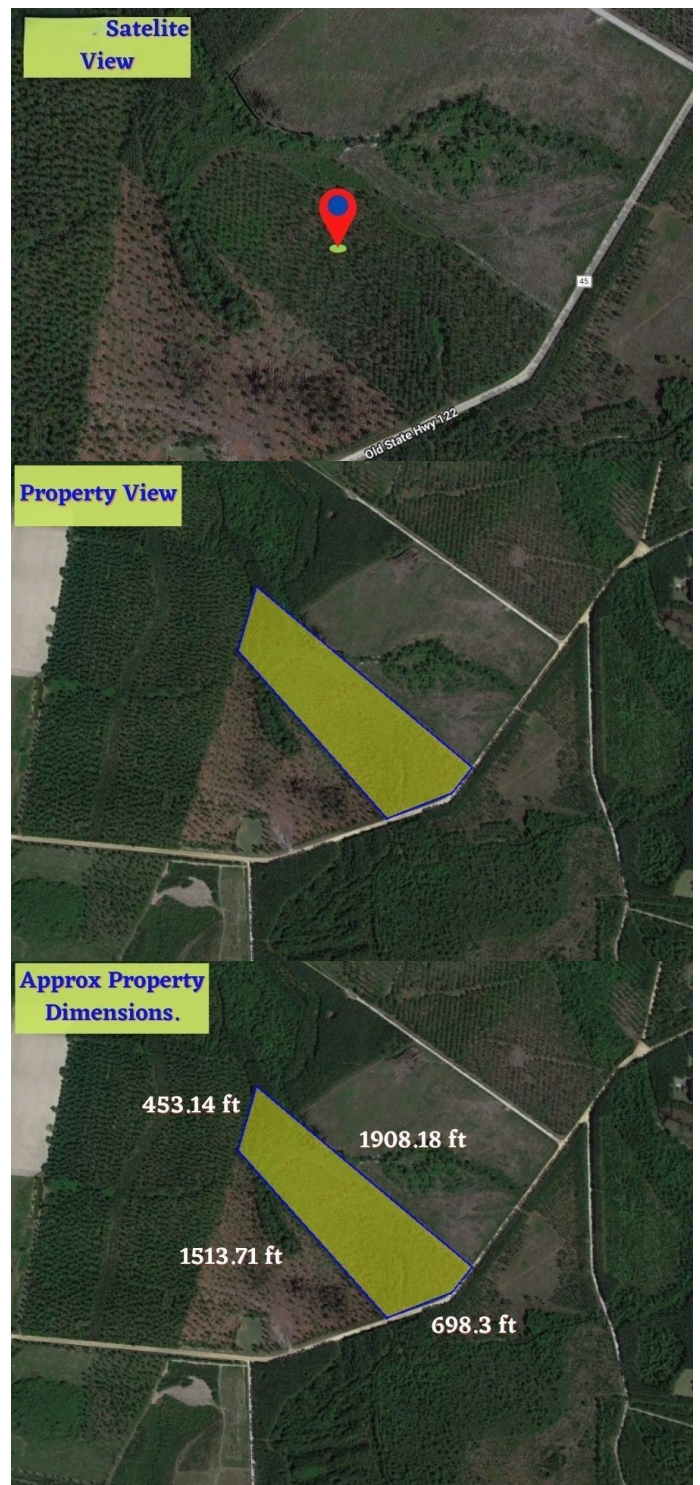 Satelite
View
45
Old State Hwy 122
Property View
Approx Property
Dimensions.
453.14 ft
1908.18 ft
1513.71 ft
698.3 ft